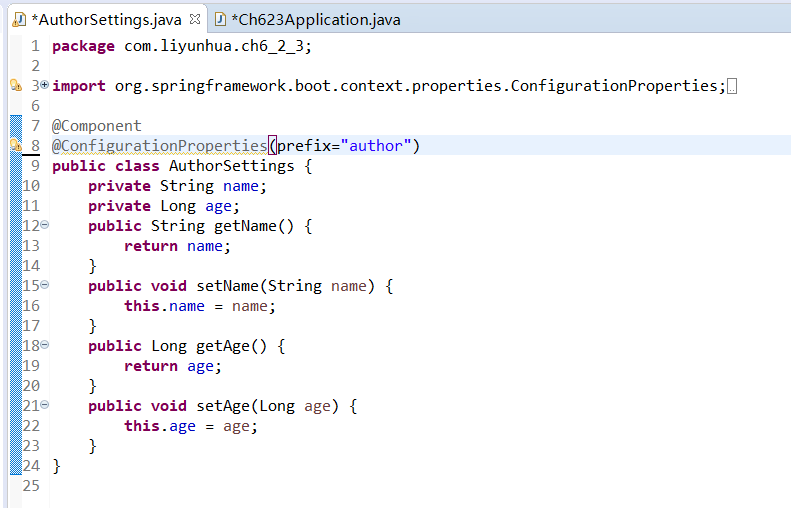 *AuthorSettings.java *Ch623Application.java
1 package com.liyunhua.ch6_2_3;
2
3 import org.springframework.boot.context.properties.ConfigurationProperties;
6
7 @Component
8 @ConfigurationProperties(prefix="author")
9 public class AuthorSettings {
10     private String name;
11     private Long age;
12     public String getName() {
13         return name;
14     }
15     public void setName(String name) {
16         this.name = name;
17     }
18     public Long getAge() {
19         return age;
20     }
21     public void setAge(Long age) {
22         this.age = age;
23     }
24 }
25